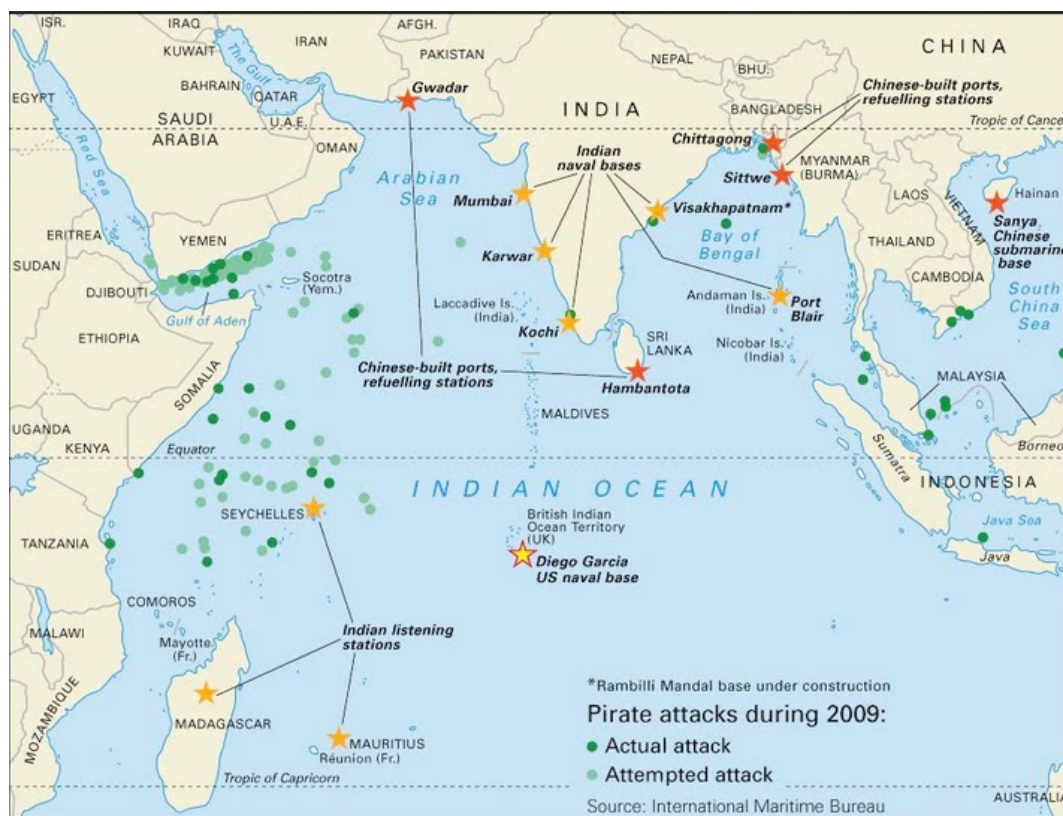 ISR.
IRAQ
IRAN
AFGH.
KUWAIT
The Gulf
PAKISTAN
NEPAL
BHU.
CHINA
BAHRAIN
QATAR
Gwadar
INDIA
BANGLADESH
Chinese-built ports,
refuelling stations
EGYPT
SAUDI
ARABIA
U.A.E.
OMAN
Tropic of Cance
Red Sea
Arabian
Sea
Indian
naval bases
Chittagong
Sittwe
MYANMAR
(BURMA)
LAOS
VIETNAM
Hainan
Mumbai
Visakhapatnam*
Sanya
Chinese
submarine
base
ERITREA
YEMEN
Bay of
Bengal
THAILAND
SUDAN
Karwar
CAMBODIA
DJIBOUTI
Socotra
(Yem.)
Gulf of Aden
Laccadive Is.
(India)
Andaman Is.
(India)
Port
Blair
South
China
Sea
ETHIOPIA
Kochi
SRI
LANKA
Nicobar Is.
(India)
Chinese-built ports,
refuelling stations
Hambantota
SOMALIA
MALAYSIA
MALDIVES
UGANDA
KENYA
Equator
Sumatra
Borneo
INDIAN OCEAN
INDONESIA
SEYCHELLES
British Indian
Ocean Territory
(UK)
Java Sea
TANZANIA
Diego Garcia
US naval base
Java
COMOROS
MALAWI
Mayotte
(Fr.)
Indian listening
stations
MOZAMBIQUE
MADAGASCAR
MAURITIUS
Réunion (Fr.)
Tropic of Capricorn
*Rambilli Mandal base under construction
Pirate attacks during 2009:
Actual attack
Attempted attack
Source: International Maritime Bureau
AUSTRALIA